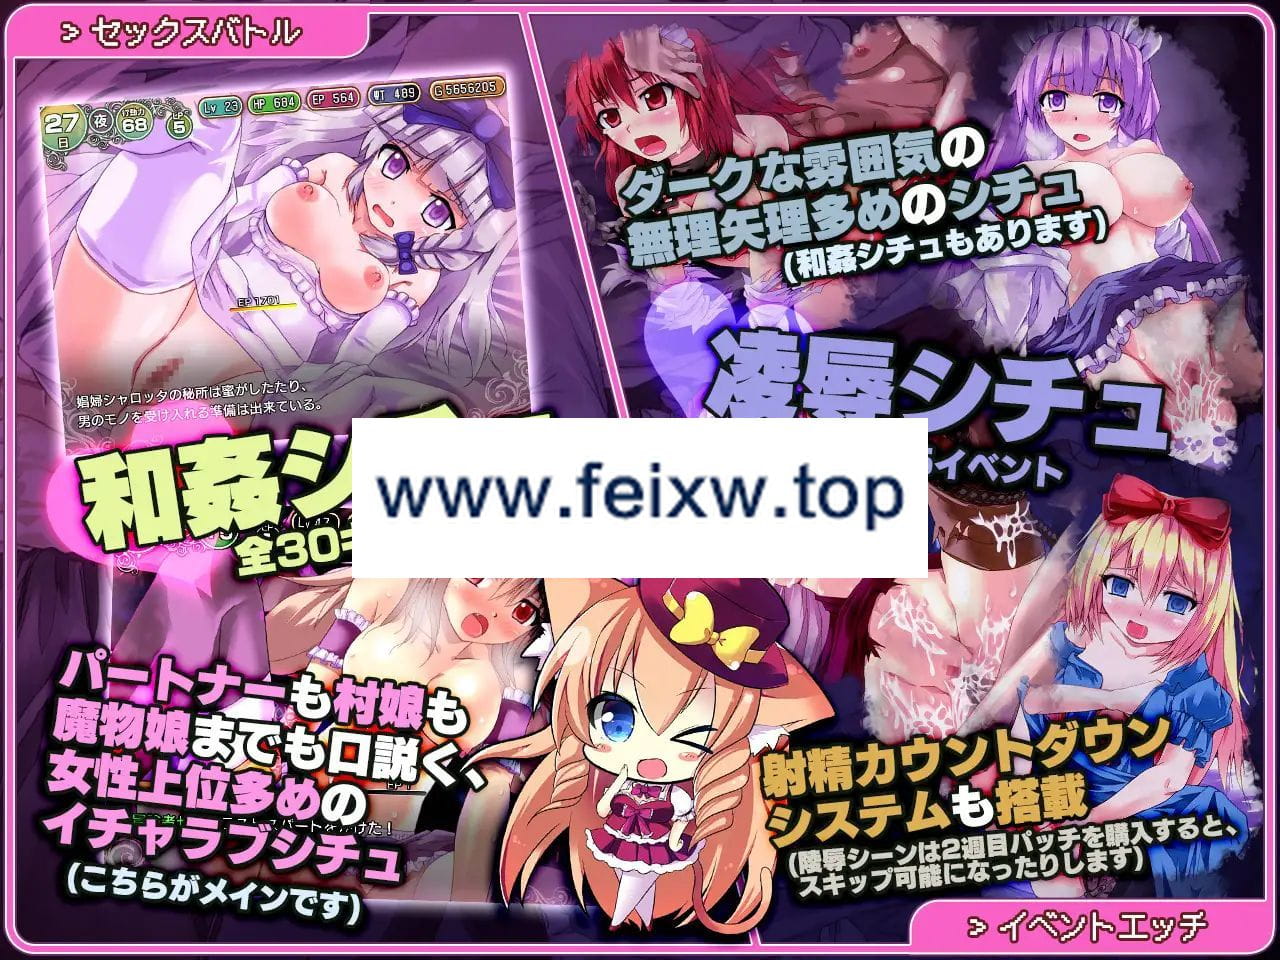 > セックスバトル
27日
夜
行動力
68
LP
5
Lv 23
HP 684
EP 564
WT 489
G 5656205
EP 1701
娼婦シャロッタの秘所は蜜がしたたり、
男のモノを受け入れる準備は出来ている。
和姦シ
全30
パートナーも村娘も
魔物娘までも口説く、
女性上位多めの
イチャラブシチュ
(こちらがメインです)
ダークな雰囲気の
無理矢理多めのシチュ
(和姦シチュもあります)
凌辱シチュ
イベント
www.feixw.top
射精カウントダウン
システムも搭載
(陵辱シーンは2週目パッチを購入すると、
スキップ可能になったりします)
> イベントエッチ